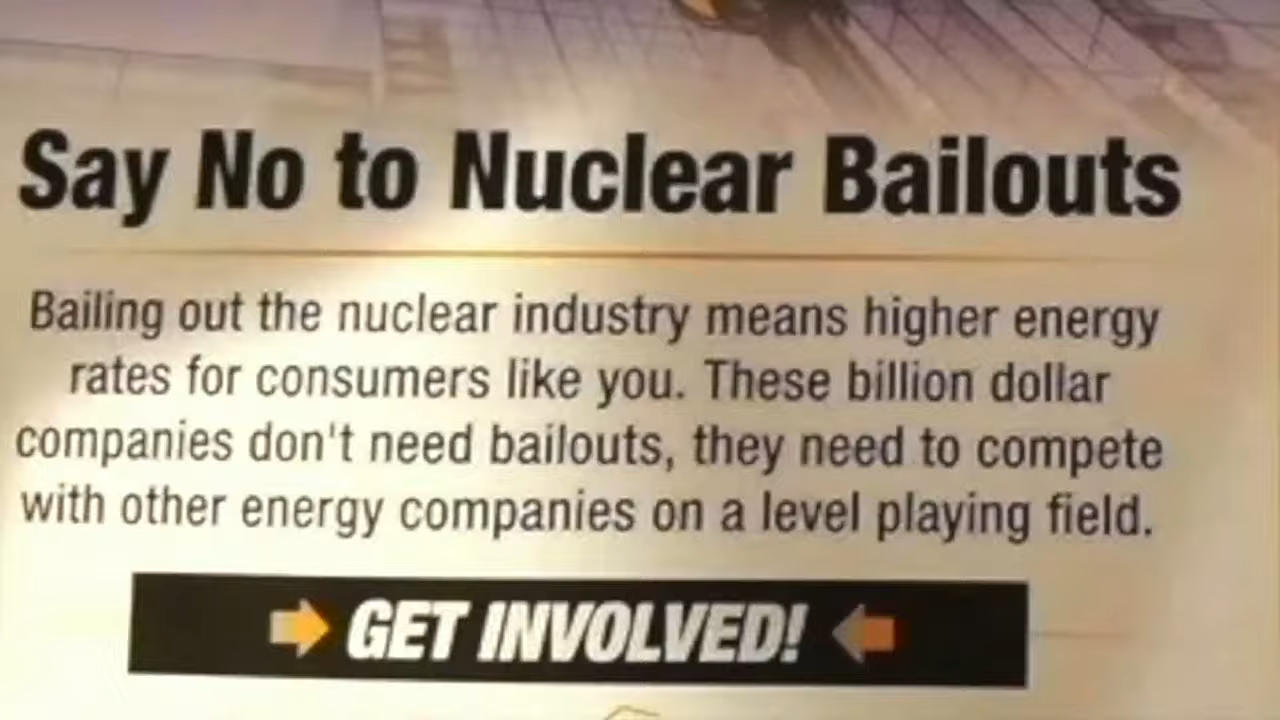 Say No to Nuclear Bailouts
Bailing out the nuclear industry means higher energy
rates for consumers like you. These billion dollar
companies don't need bailouts, they need to compete
with other energy companies on a level playing field.
GET INVOLVED!